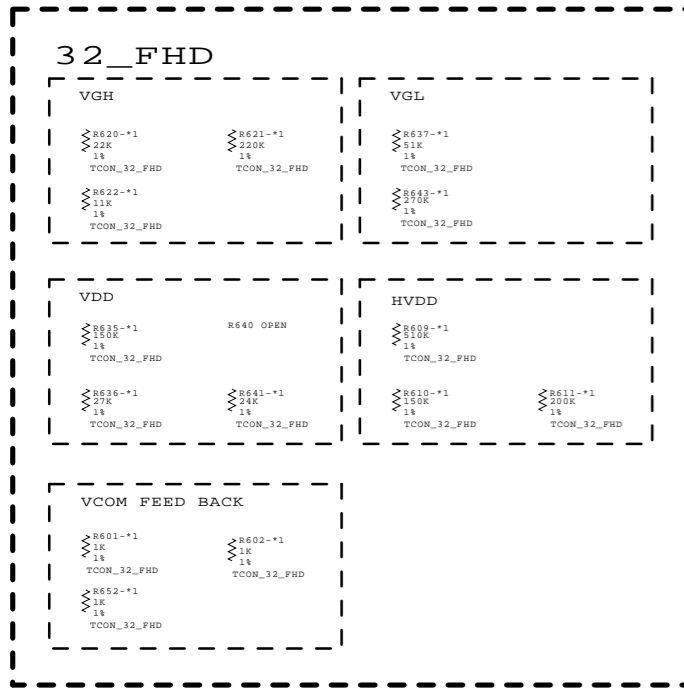 32_FHD
VGH
R620-*1
22K
1%
TCON_32_FHD
R621-*1
220K
1%
TCON_32_FHD
R622-*1
11K
1%
TCON_32_FHD
VGL
R637-*1
51K
1%
TCON_32_FHD
R643-*1
270K
1%
TCON_32_FHD
VDD
R635-*1
150K
1%
TCON_32_FHD
R640 OPEN
R636-*1
27K
1%
TCON_32_FHD
R641-*1
24K
1%
TCON_32_FHD
HVDD
R609-*1
510K
1%
TCON_32_FHD
R610-*1
150K
1%
TCON_32_FHD
R611-*1
200K
1%
TCON_32_FHD
VCOM FEED BACK
R601-*1
1K
1%
TCON_32_FHD
R602-*1
1K
1%
TCON_32_FHD
R652-*1
1K
1%
TCON_32_FHD